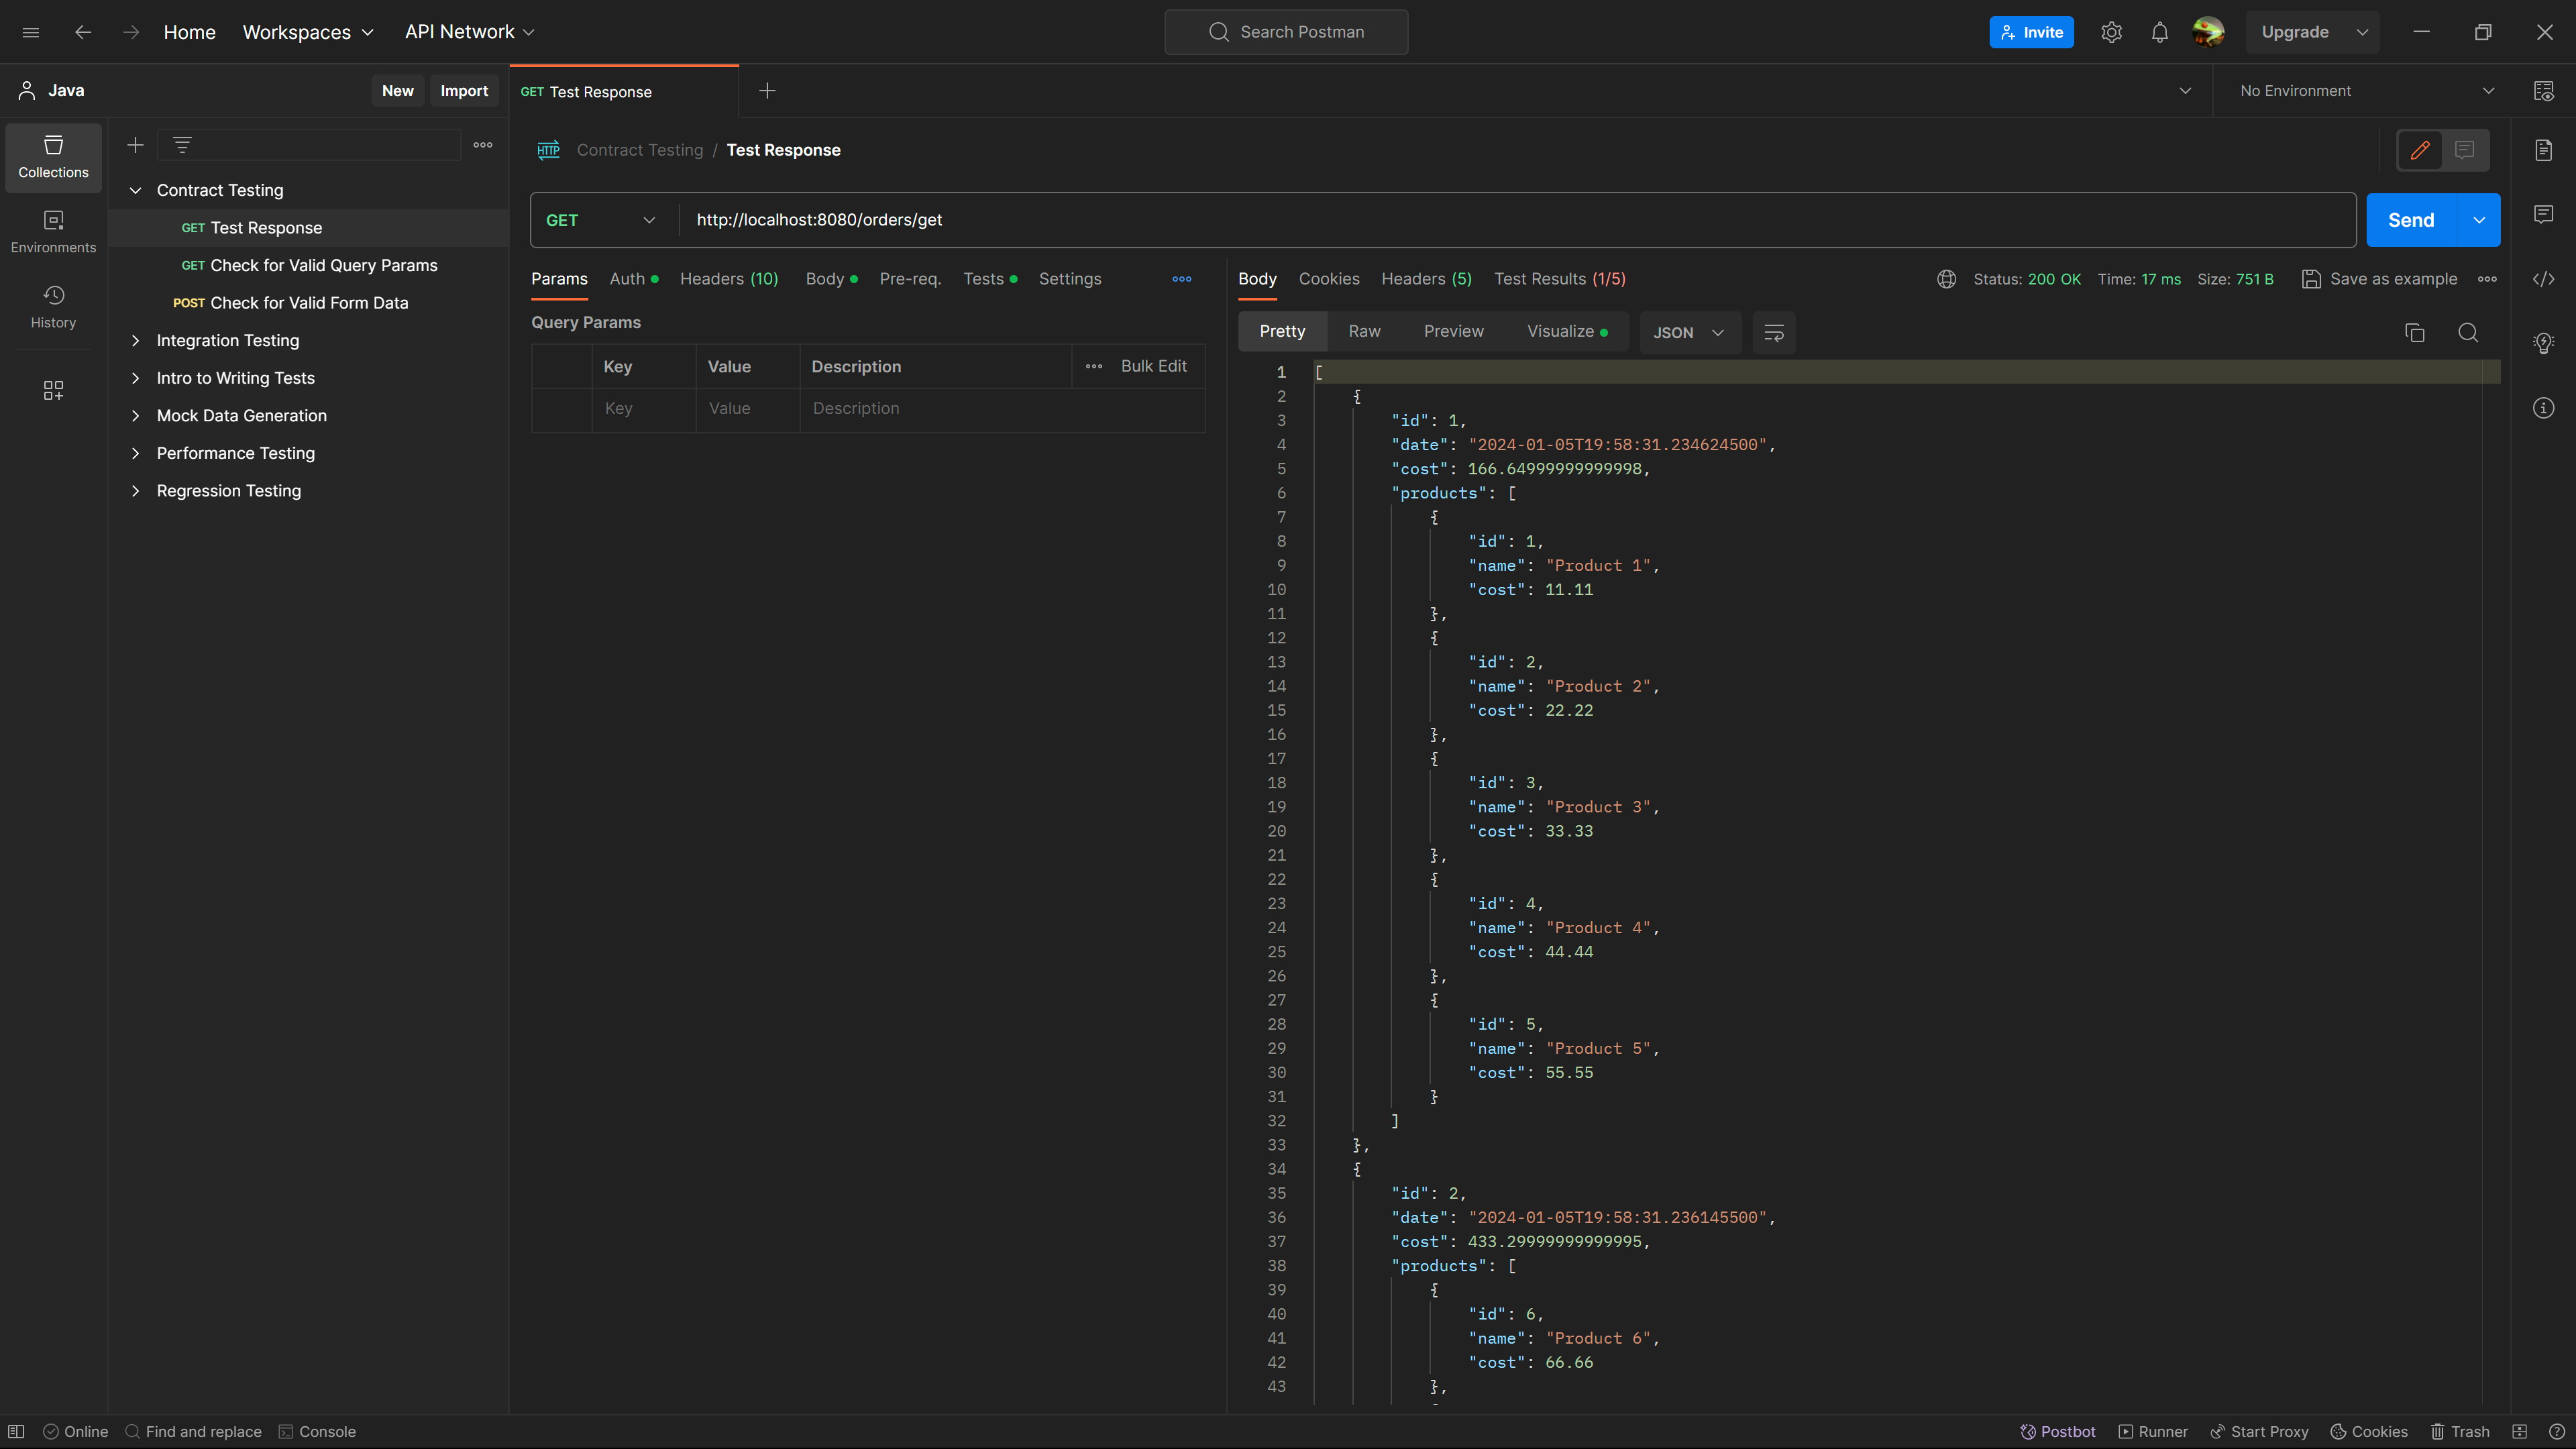 Home Workspaces API Network Search Postman Invite Upgrade
Java New Import GET Test Response No Environment
Collections
Environments
History
Contract Testing
GET Test Response
GET Check for Valid Query Params
POST Check for Valid Form Data
Integration Testing
Intro to Writing Tests
Mock Data Generation
Performance Testing
Regression Testing
HTTP Contract Testing / Test Response
GET http://localhost:8080/orders/get Send
Params Auth Headers (10) Body Pre-req. Tests Settings
Query Params
Key Value Description Bulk Edit
Key Value Description
Body Cookies Headers (5) Test Results (1/5) Status: 200 OK Time: 17 ms Size: 751 B Save as example
Pretty Raw Preview Visualize JSON
1 [
2 {
3 "id": 1,
4 "date": "2024-01-05T19:58:31.234624500",
5 "cost": 166.64999999999998,
6 "products": [
7 {
8 "id": 1,
9 "name": "Product 1",
10 "cost": 11.11
11 },
12 {
13 "id": 2,
14 "name": "Product 2",
15 "cost": 22.22
16 },
17 {
18 "id": 3,
19 "name": "Product 3",
20 "cost": 33.33
21 },
22 {
23 "id": 4,
24 "name": "Product 4",
25 "cost": 44.44
26 },
27 {
28 "id": 5,
29 "name": "Product 5",
30 "cost": 55.55
31 }
32 ]
33 },
34 {
35 "id": 2,
36 "date": "2024-01-05T19:58:31.236145500",
37 "cost": 433.29999999999995,
38 "products": [
39 {
40 "id": 6,
41 "name": "Product 6",
42 "cost": 66.66
43 },
Online Find and replace Console Postbot Runner Start Proxy Cookies Trash